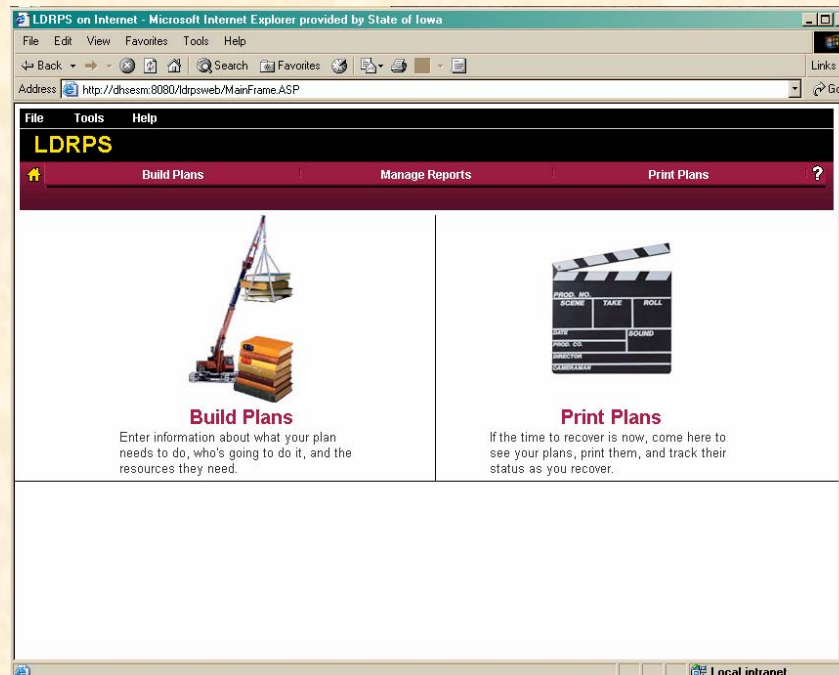 LDRPS on Internet - Microsoft Internet Explorer provided by State of Iowa
File Edit View Favorites Tools Help
Back Search Favorites
Links
Address http://dhsesm:8080/ldrpsweb/MainFrame.ASP Go
File Tools Help
LDRPS
Build Plans Manage Reports Print Plans ?
PROD. NO.
SCENE TAKE ROLL
DATE SOUND
PROD. CO.
DIRECTOR
CAMERAMAN
Build Plans
Enter information about what your plan
needs to do, who's going to do it, and the
resources they need.
Print Plans
If the time to recover is now, come here to
see your plans, print them, and track their
status as you recover.
Local intranet